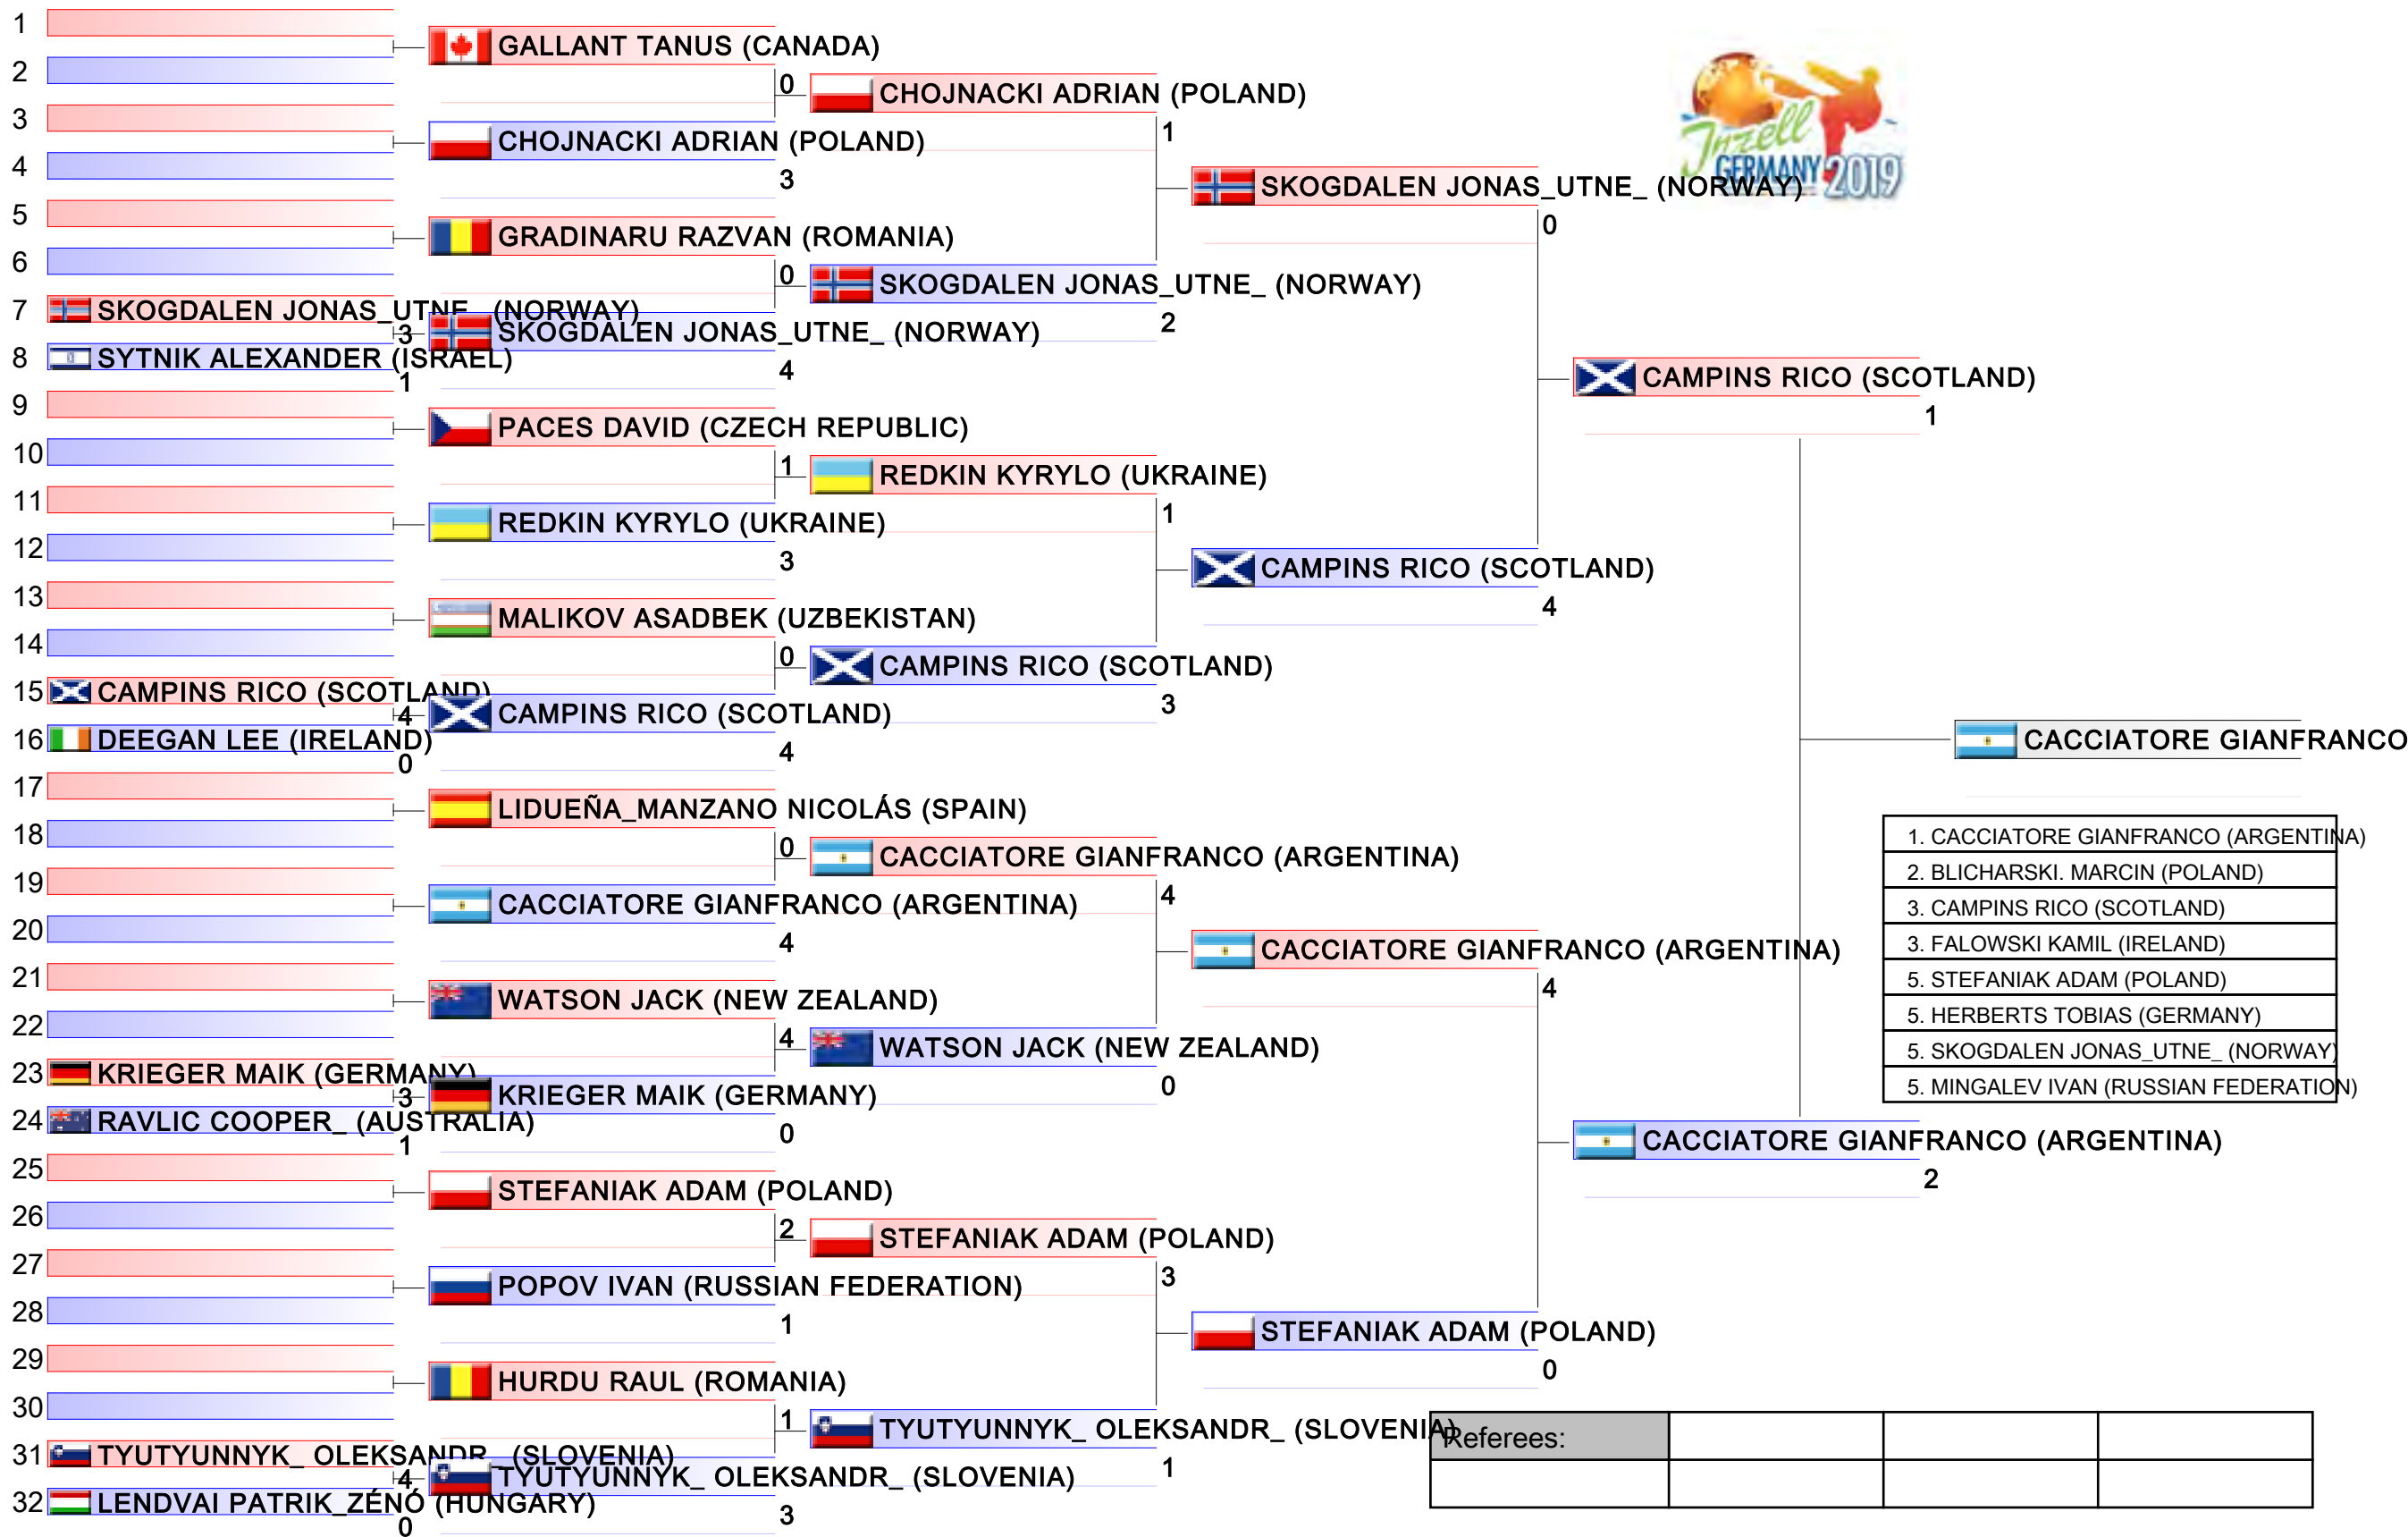 1
GALLANT TANUS (CANADA)
2
0
CHOJNACKI ADRIAN (POLAND)
3
1
CHOJNACKI ADRIAN (POLAND)
4
3
Inzell
GERMANY 2019
SKOGDALEN JONAS_UTNE_ (NORWAY)
5
0
GRADINARU RAZVAN (ROMANIA)
6
0
SKOGDALEN JONAS_UTNE_ (NORWAY)
7
SKOGDALEN JONAS_UTNE_ (NORWAY)
3
SKOGDALEN JONAS_UTNE_ (NORWAY)
2
8
SYTNIK ALEXANDER (ISRAEL)
1
4
CAMPINS RICO (SCOTLAND)
1
9
PACES DAVID (CZECH REPUBLIC)
10
1
REDKIN KYRYLO (UKRAINE)
11
1
REDKIN KYRYLO (UKRAINE)
12
3
CAMPINS RICO (SCOTLAND)
4
13
MALIKOV ASADBEK (UZBEKISTAN)
14
0
CAMPINS RICO (SCOTLAND)
15
CAMPINS RICO (SCOTLAND)
4
CAMPINS RICO (SCOTLAND)
3
16
DEEGAN LEE (IRELAND)
0
4
CACCIATORE GIANFRANCO
17
LIDUEÑA_MANZANO NICOLÁS (SPAIN)
18
0
CACCIATORE GIANFRANCO (ARGENTINA)
19
4
CACCIATORE GIANFRANCO (ARGENTINA)
20
4
CACCIATORE GIANFRANCO (ARGENTINA)
4
21
WATSON JACK (NEW ZEALAND)
22
4
WATSON JACK (NEW ZEALAND)
23
KRIEGER MAIK (GERMANY)
3
KRIEGER MAIK (GERMANY)
0
24
RAVLIC COOPER_ (AUSTRALIA)
1
0
1. CACCIATORE GIANFRANCO (ARGENTINA)
2. BLICHARSKI. MARCIN (POLAND)
3. CAMPINS RICO (SCOTLAND)
3. FALOWSKI KAMIL (IRELAND)
5. STEFANIAK ADAM (POLAND)
5. HERBERTS TOBIAS (GERMANY)
5. SKOGDALEN JONAS_UTNE_ (NORWAY)
5. MINGALEV IVAN (RUSSIAN FEDERATION)
CACCIATORE GIANFRANCO (ARGENTINA)
2
25
STEFANIAK ADAM (POLAND)
26
2
STEFANIAK ADAM (POLAND)
27
3
POPOV IVAN (RUSSIAN FEDERATION)
28
1
STEFANIAK ADAM (POLAND)
0
29
HURDU RAUL (ROMANIA)
30
1
TYUTYUNNYK_ OLEKSANDR_ (SLOVENIA)
31
TYUTYUNNYK_ OLEKSANDR_ (SLOVENIA)
4
TYUTYUNNYK_ OLEKSANDR_ (SLOVENIA)
1
32
LENDVAI PATRIK_ZÉNÓ (HUNGARY)
0
3
Referees: